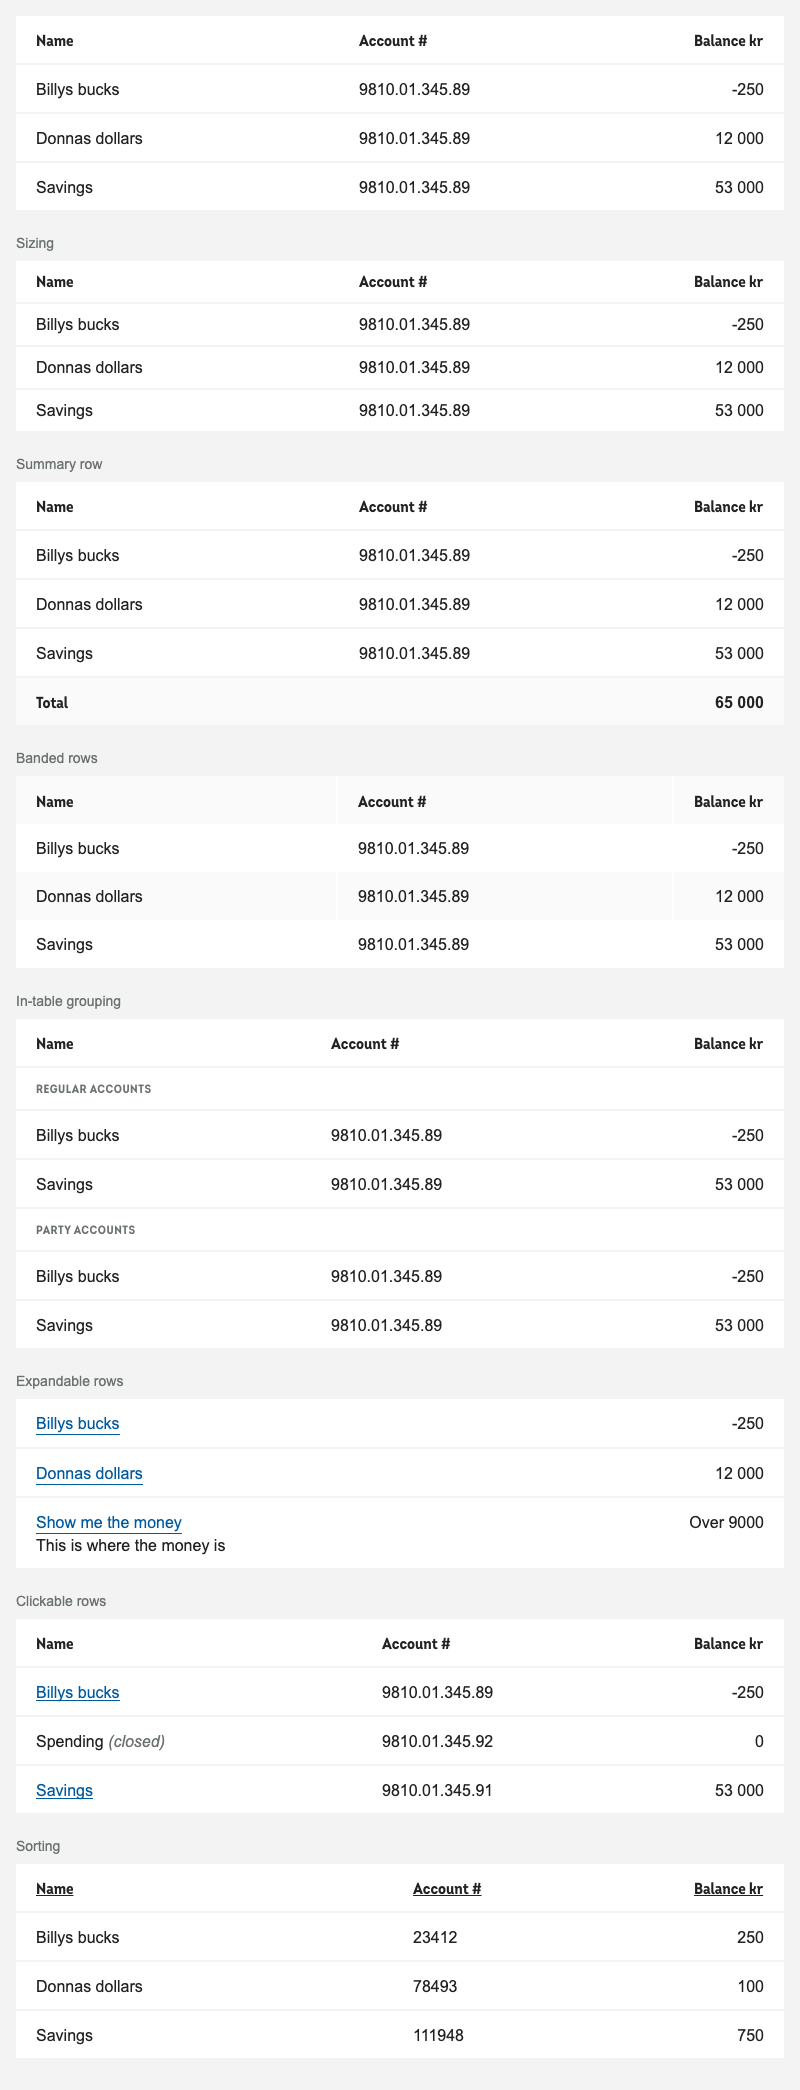 Name Account # Balance kr
Billys bucks 9810.01.345.89 -250
Donnas dollars 9810.01.345.89 12 000
Savings 9810.01.345.89 53 000
Sizing
Name Account # Balance kr
Billys bucks 9810.01.345.89 -250
Donnas dollars 9810.01.345.89 12 000
Savings 9810.01.345.89 53 000
Summary row
Name Account # Balance kr
Billys bucks 9810.01.345.89 -250
Donnas dollars 9810.01.345.89 12 000
Savings 9810.01.345.89 53 000
Total 65 000
Banded rows
Name Account # Balance kr
Billys bucks 9810.01.345.89 -250
Donnas dollars 9810.01.345.89 12 000
Savings 9810.01.345.89 53 000
In-table grouping
Name Account # Balance kr
REGULAR ACCOUNTS
Billys bucks 9810.01.345.89 -250
Savings 9810.01.345.89 53 000
PARTY ACCOUNTS
Billys bucks 9810.01.345.89 -250
Savings 9810.01.345.89 53 000
Expandable rows
Billys bucks -250
Donnas dollars 12 000
Show me the money Over 9000
This is where the money is
Clickable rows
Name Account # Balance kr
Billys bucks 9810.01.345.89 -250
Spending (closed) 9810.01.345.92 0
Savings 9810.01.345.91 53 000
Sorting
Name Account # Balance kr
Billys bucks 23412 250
Donnas dollars 78493 100
Savings 111948 750